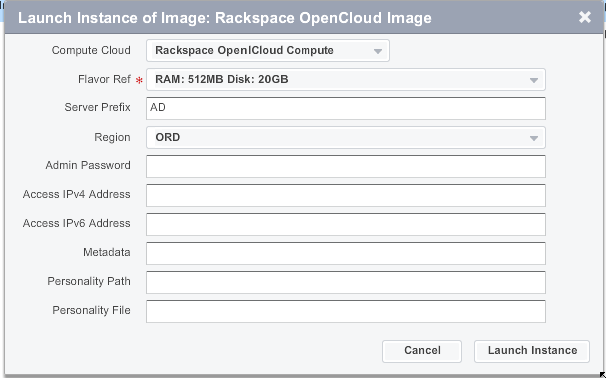 Launch Instance of Image: Rackspace OpenCloud Image
Compute Cloud Rackspace OpenICloud Compute
Flavor Ref * RAM: 512MB Disk: 20GB
Server Prefix AD
Region ORD
Admin Password
Access IPv4 Address
Access IPv6 Address
Metadata
Personality Path
Personality File
Cancel Launch Instance